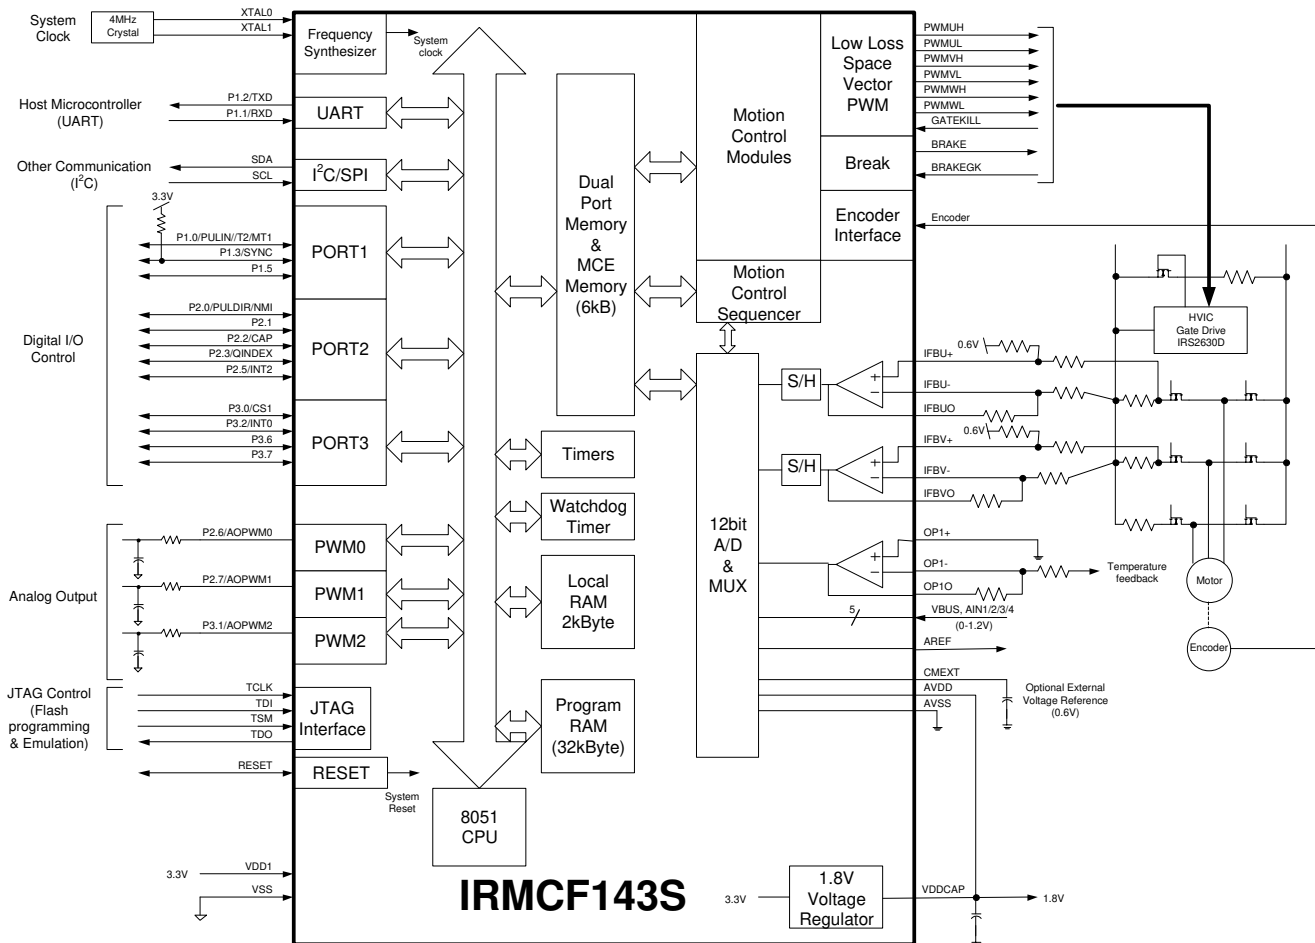 System
Clock
4MHz
Crystal
XTAL0
XTAL1
Frequency
Synthesizer
System
clock
Host Microcontroller
(UART)
P1.2/TXD
P1.1/RXD
UART
Other Communication
(I²C)
SDA
SCL
I²C/SPI
3.3V
Digital I/O
Control
P1.0/PULIN//T2/MT1
P1.3/SYNC
P1.5
PORT1
P2.0/PULDIR/NMI
P2.1
P2.2/CAP
P2.3/QINDEX
P2.5/INT2
PORT2
P3.0/CS1
P3.2/INT0
P3.6
P3.7
PORT3
Analog Output
P2.6/AOPWM0
P2.7/AOPWM1
P3.1/AOPWM2
PWM0
PWM1
PWM2
JTAG Control
(Flash
programming
& Emulation)
TCLK
TDI
TSM
TDO
JTAG
Interface
RESET
RESET
System
Reset
3.3V
VDD1
VSS
8051
CPU
Dual
Port
Memory
&
MCE
Memory
(6kB)
Timers
Watchdog
Timer
Local
RAM
2kByte
Program
RAM
(32kByte)
Motion
Control
Modules
Motion
Control
Sequencer
12bit
A/D
&
MUX
S/H
S/H
Low Loss
Space
Vector
PWM
Break
Encoder
Interface
PWMUH
PWMUL
PWMVH
PWMVL
PWMWH
PWMWL
GATEKILL
BRAKE
BRAKEGK
Encoder
HVIC
Gate Drive
IRS2630D
0.6V
IFBU+
IFBU-
IFBUO
0.6V
IFBV+
IFBV-
IFBVO
OP1+
OP1-
OP1O
Temperature
feedback
5
VBUS, AIN1/2/3/4
(0-1.2V)
AREF
CMEXT
AVDD
AVSS
Optional External
Voltage Reference
(0.6V)
Motor
Encoder
IRMCF143S
3.3V
1.8V
Voltage
Regulator
VDDCAP
1.8V